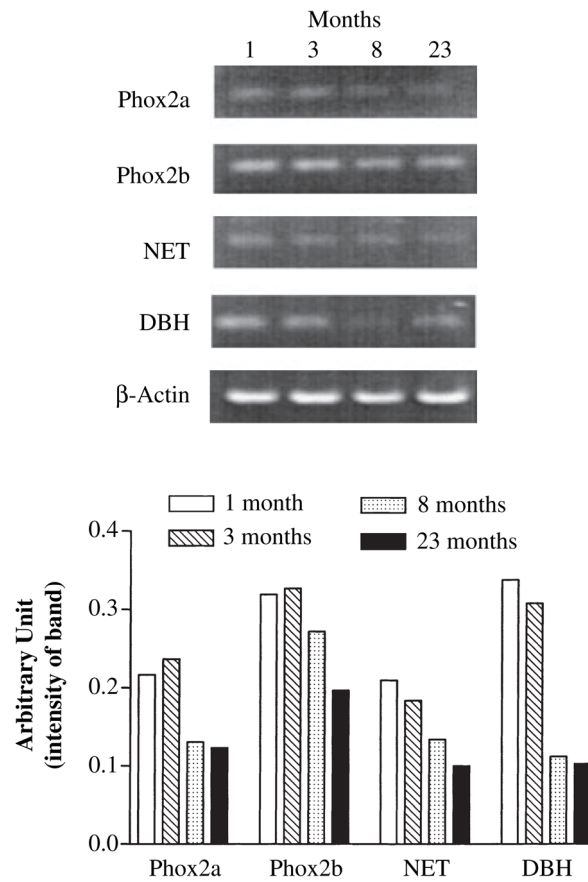 Months
1 3 8 23
Phox2a
Phox2b
NET
DBH
β-Actin
1 month
8 months
3 months
23 months
0.4
0.3
0.2
0.1
0.0
Arbitrary Unit
(intensity of band)
Phox2a Phox2b NET DBH